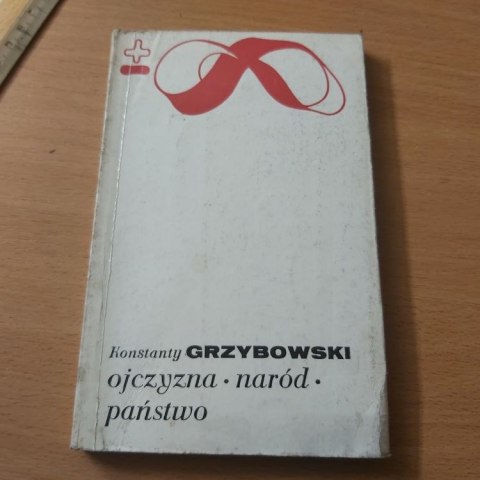 Konstanty GRZYBOWSKI
ojczyzna • naród •
państwo